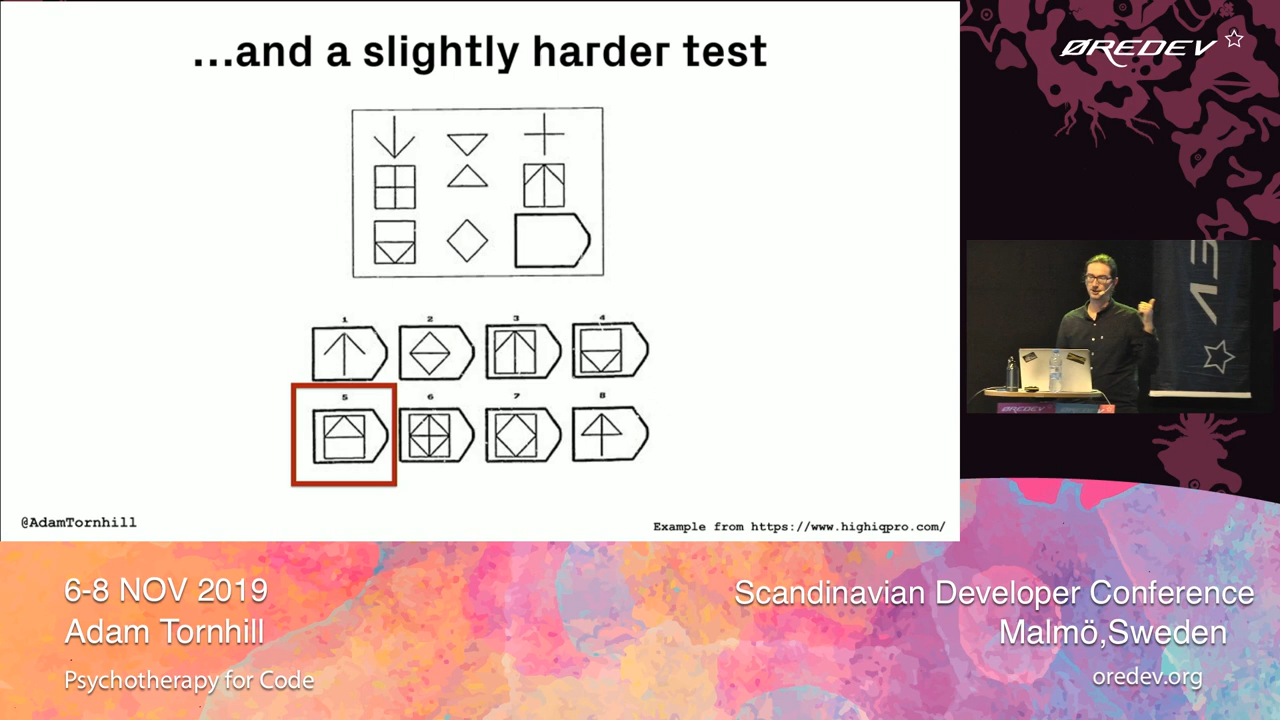 ...and a slightly harder test
1
2
3
4
5
6
7
8
@AdamTornhill
Example from https://www.highiqpro.com/
ØREDEV
ØREDEV
6-8 NOV 2019
Adam Tornhill
Psychotherapy for Code
Scandinavian Developer Conference
Malmö,Sweden
oredev.org